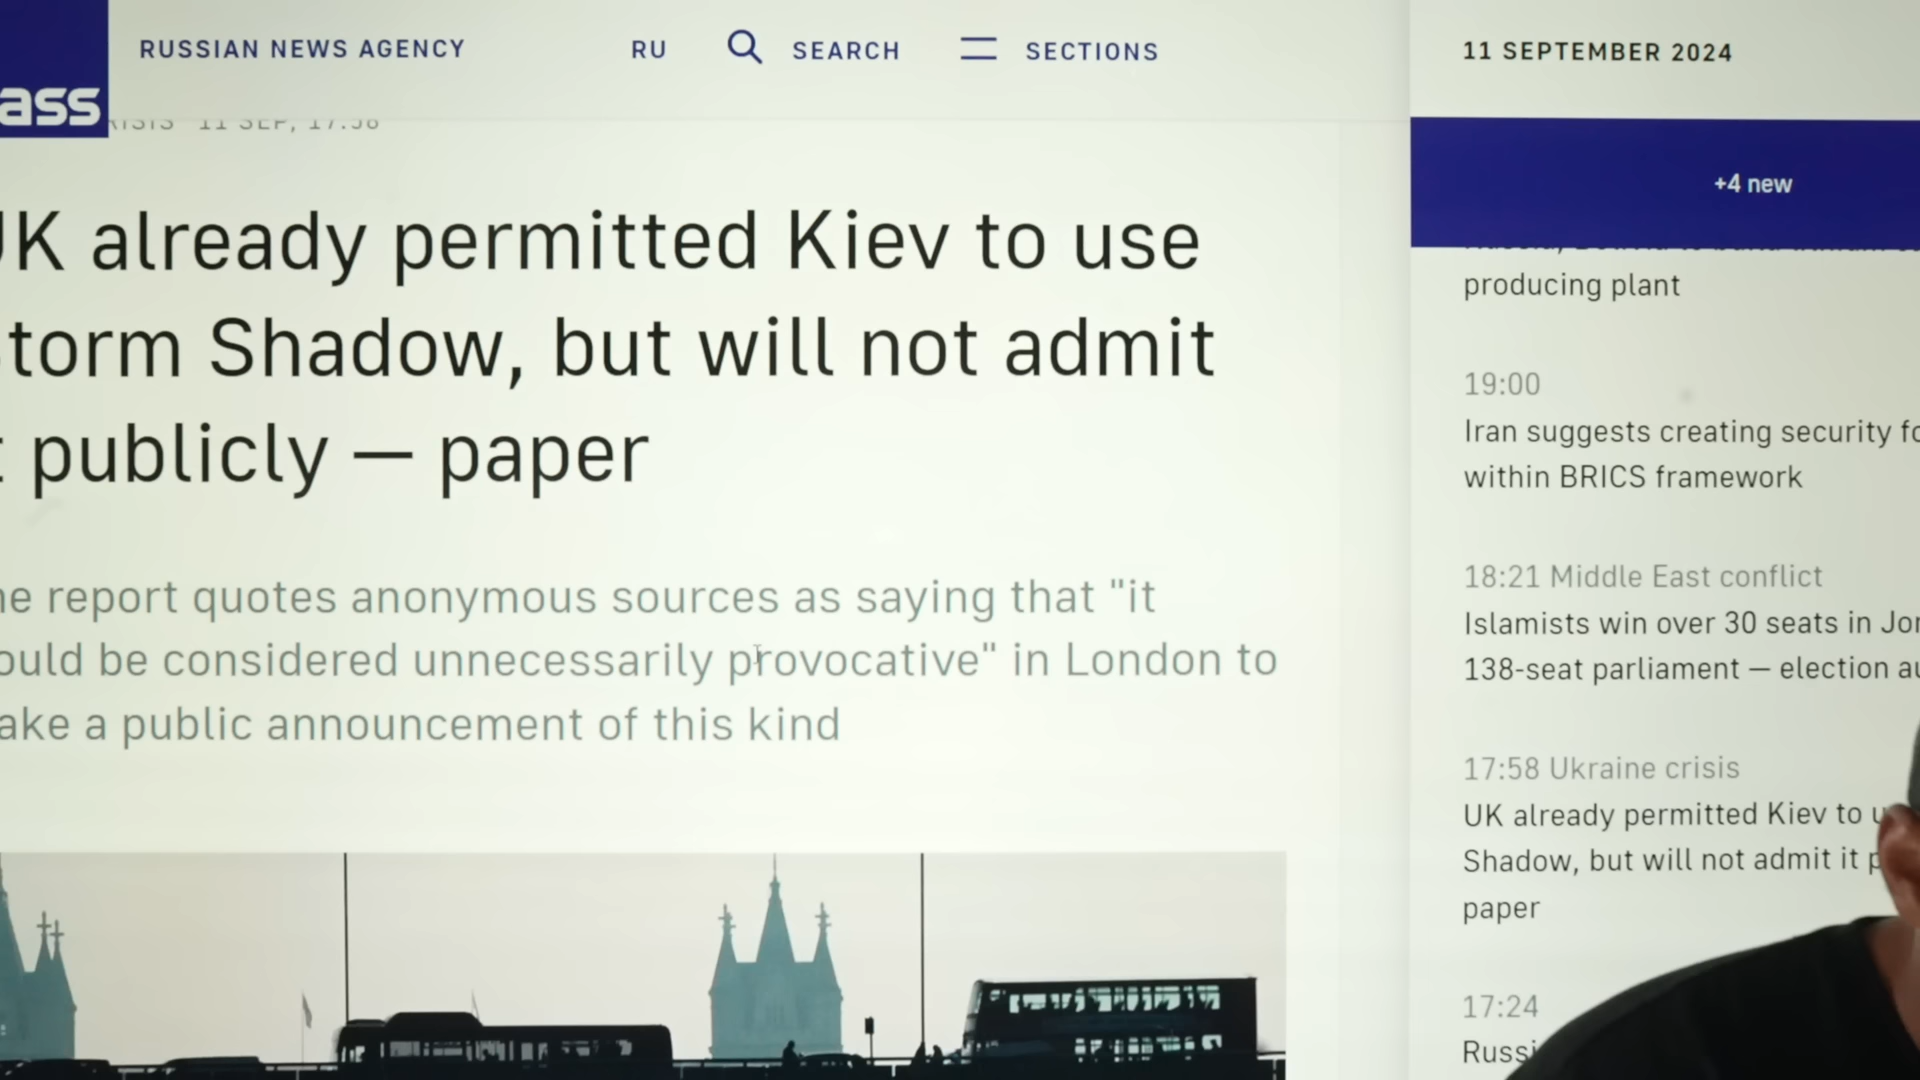 ass
RUSSIAN NEWS AGENCY
RU
SEARCH
SECTIONS
11 SEPTEMBER 2024
11 SEP, 17:58
UK already permitted Kiev to use
Storm Shadow, but will not admit
publicly — paper
report quotes anonymous sources as saying that "it
be considered unnecessarily provocative" in London to
a public announcement of this kind
+4 new
producing plant
19:00
Iran suggests creating security
within BRICS framework
18:21 Middle East conflict
Islamists win over 30 seats in
138-seat parliament — election
17:58 Ukraine crisis
UK already permitted Kiev to
Shadow, but will not admit it
paper
17:24